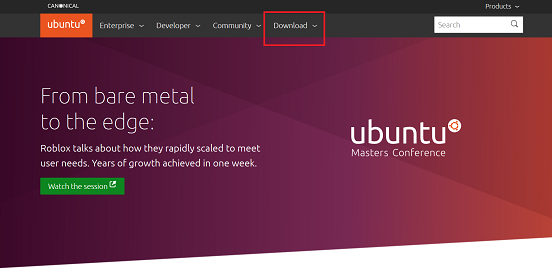 CANONICAL
Products
ubuntu
Enterprise
Developer
Community
Download
Search
From bare metal
to the edge:
Roblox talks about how they rapidly scaled to meet
user needs. Years of growth achieved in one week.
Watch the session
ubuntu
Masters Conference